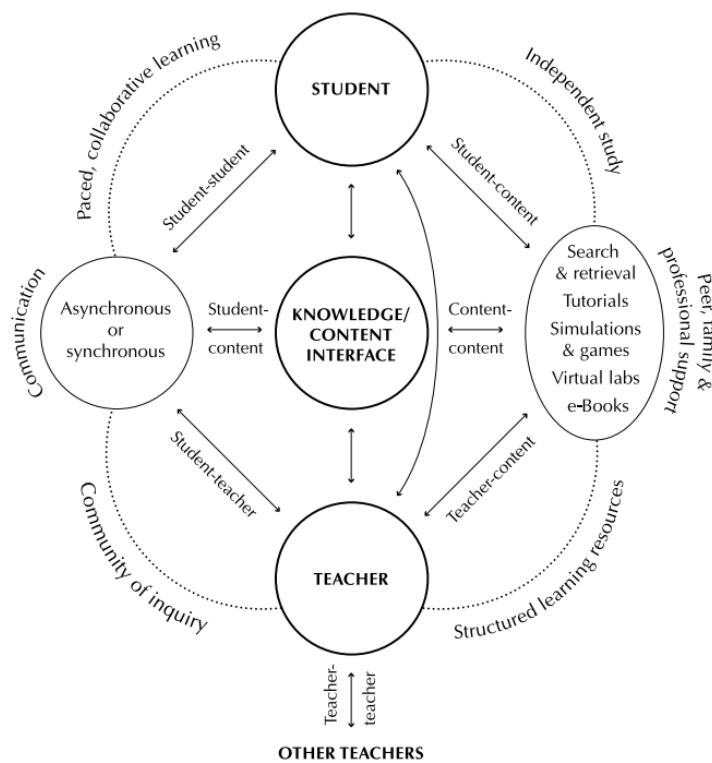 Paced, collaborative learning
STUDENT
Independent study
Student-student
Student-content
Communication
Asynchronous
or
synchronous
Student-
content
KNOWLEDGE/
CONTENT
INTERFACE
Content-
content
Search
& retrieval
Tutorials
Simulations
& games
Virtual labs
e-Books
Peer, family &
professional support
Student-teacher
Teacher-content
Community of inquiry
TEACHER
Structured learning resources
Teacher-
teacher
OTHER TEACHERS